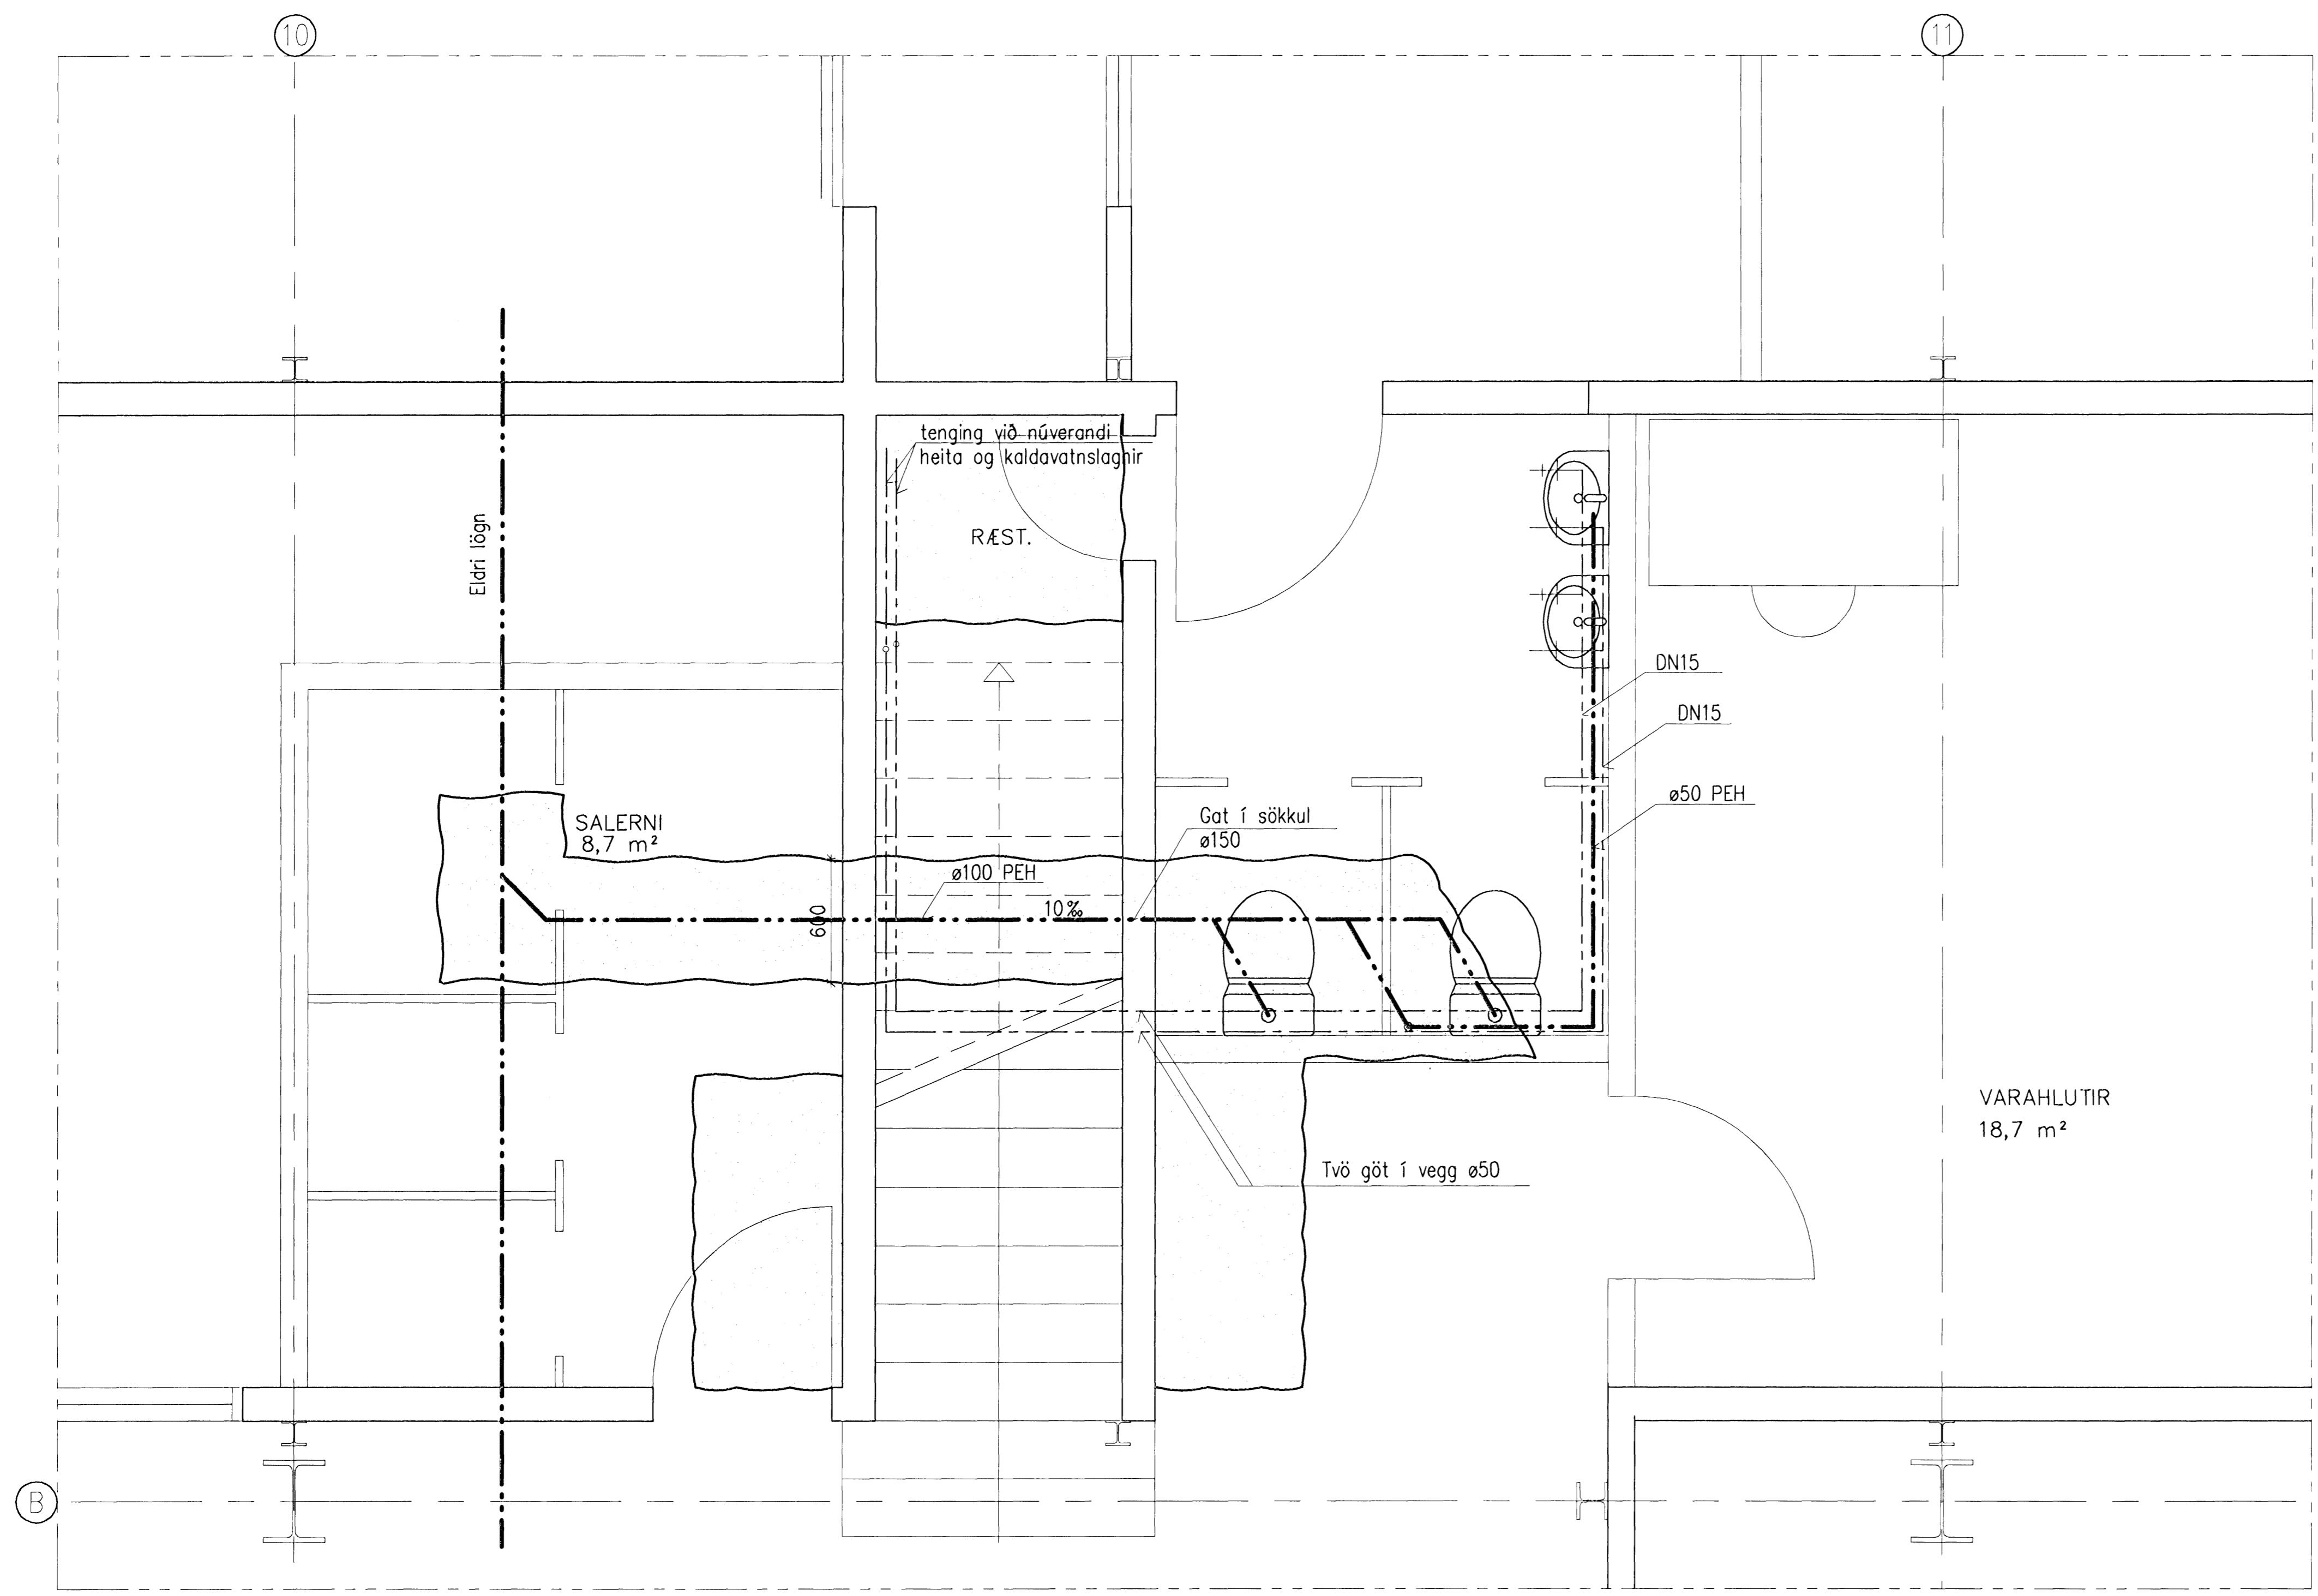 10
11
tenging við núverandi
heita og kaldavatnslagnir
RÆST.
Eldri lögn
DN15
DN15
ø50 PEH
SALERNI
8,7 m²
Gat í sökkul
ø150
ø100 PEH
10‰
600
VARAHLUTIR
18,7 m²
Tvö göt í vegg ø50
B